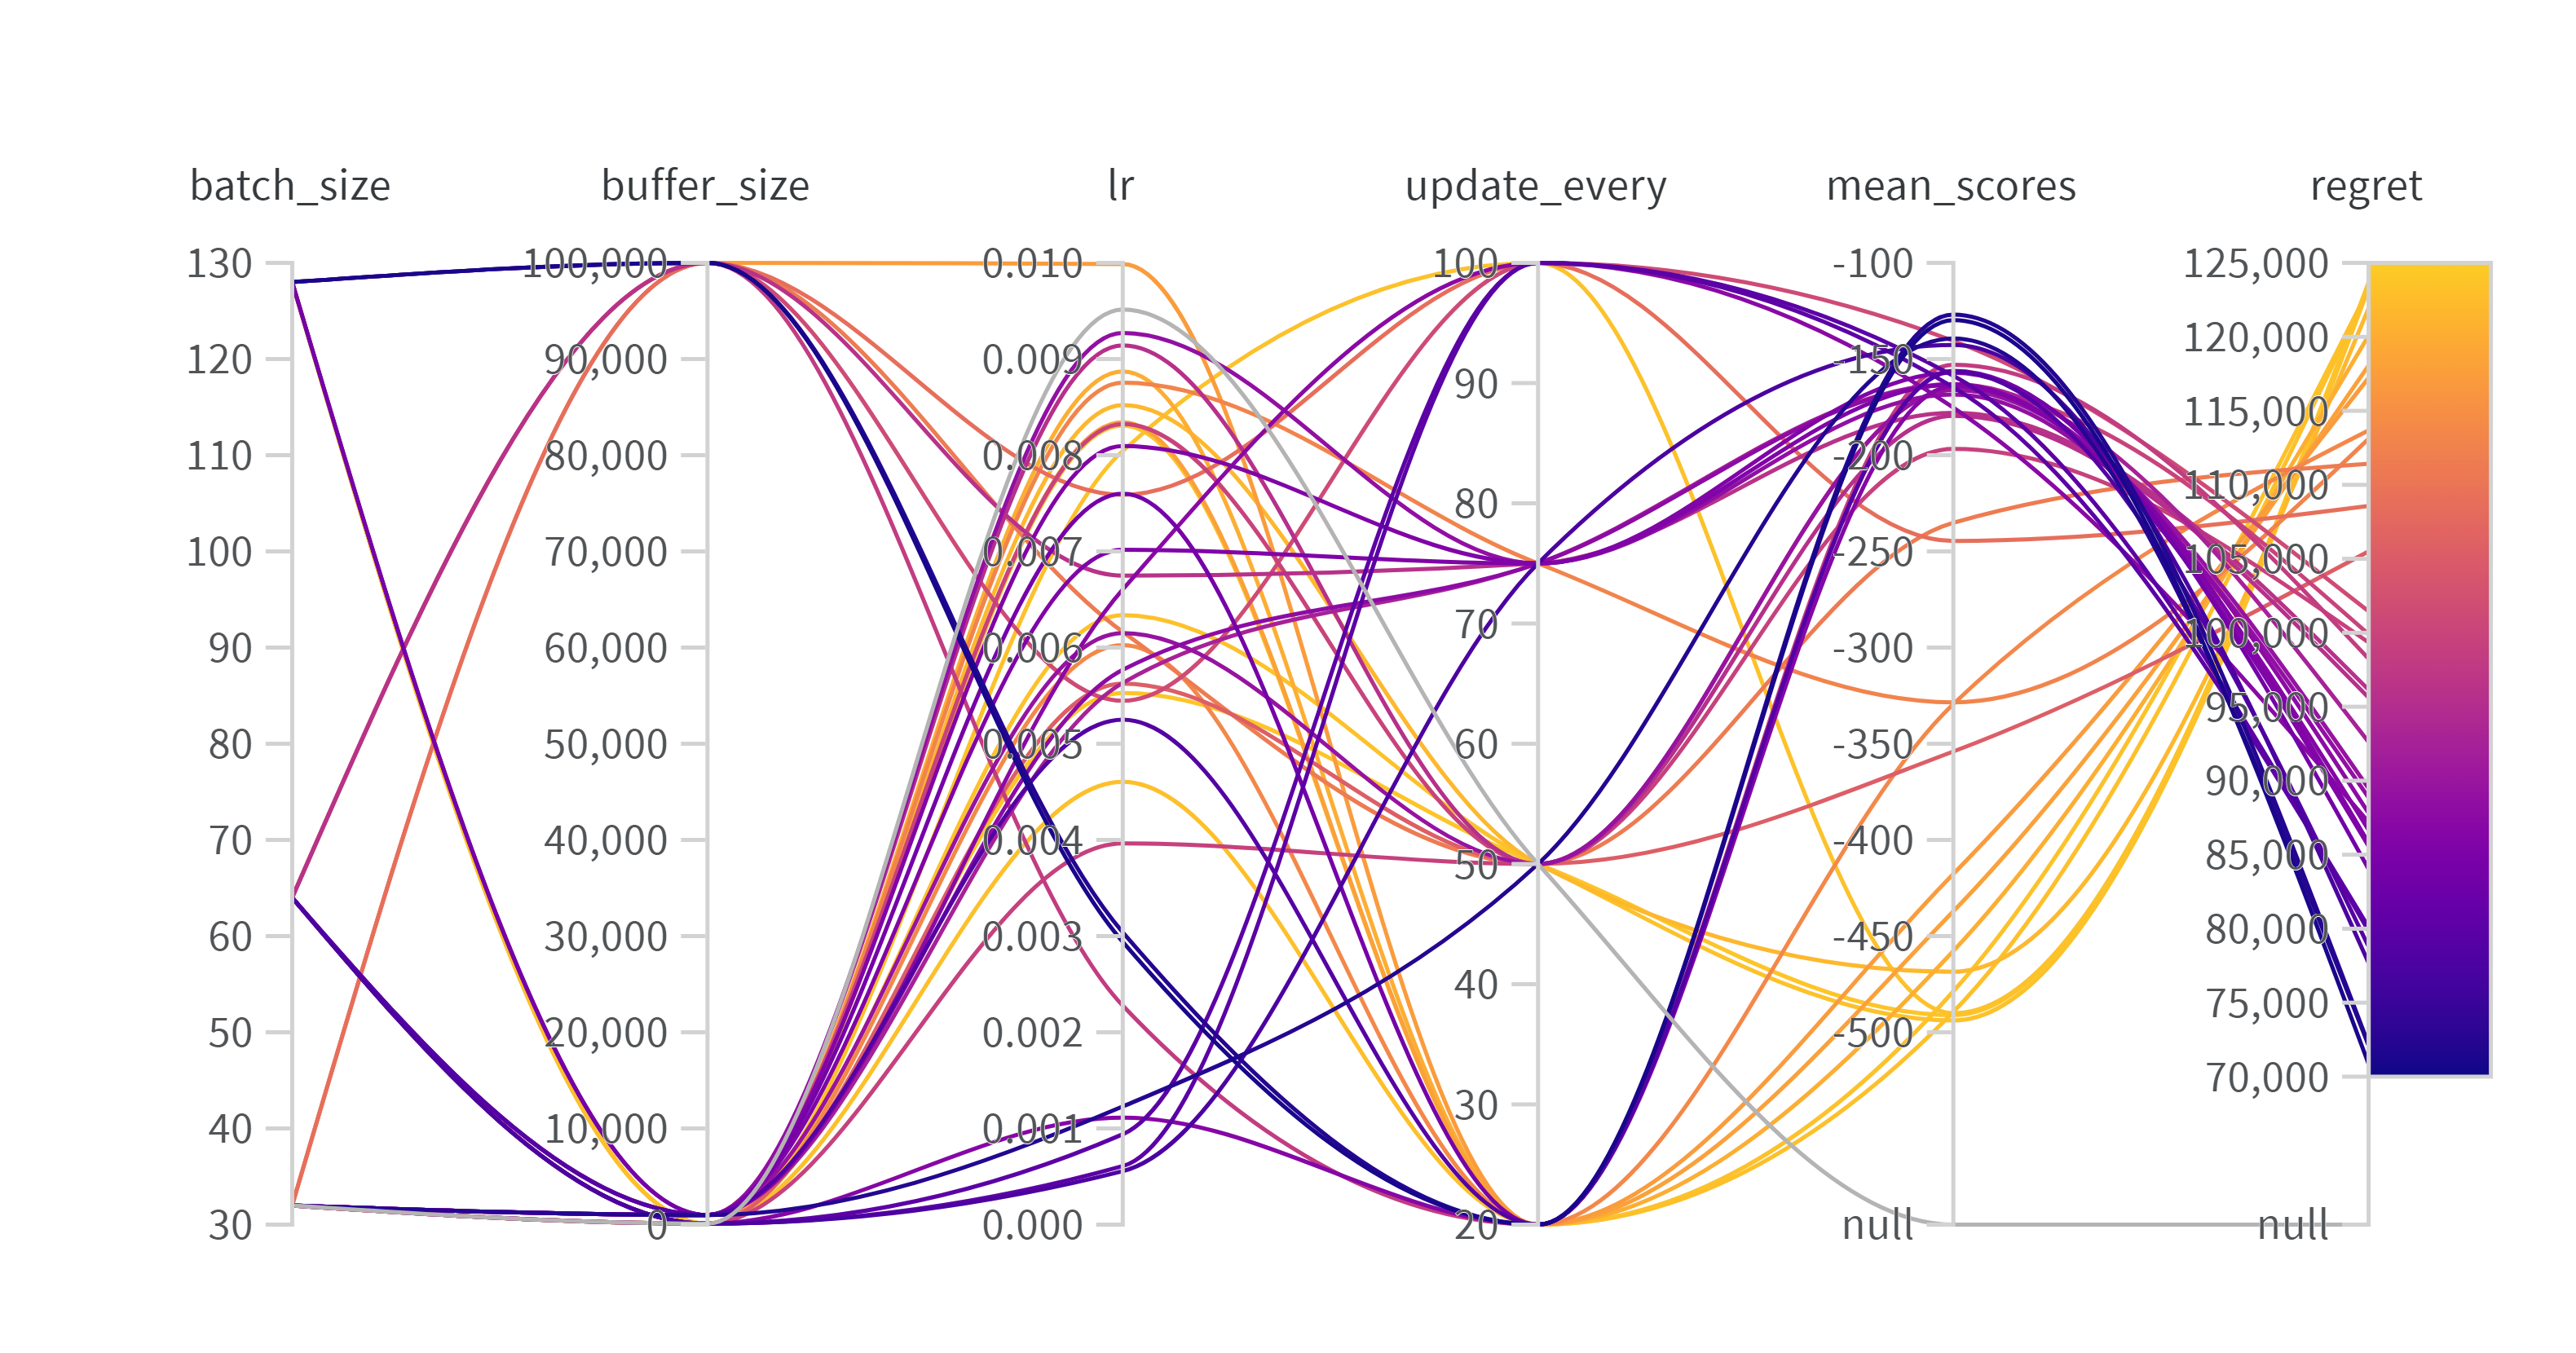 batch_size buffer_size lr update_every mean_scores regret
130 100,000 0.010 100 -100 125,000
120 90,000 0.009 90 -150 120,000
110 80,000 0.008 80 -200 115,000
100 70,000 0.007 70 -250 110,000
90 60,000 0.006 60 -300 105,000
80 50,000 0.005 50 -350 100,000
70 40,000 0.004 40 -400 95,000
60 30,000 0.003 30 -450 90,000
50 20,000 0.002 20 -500 85,000
40 10,000 0.001 null 80,000
30 0 0.000 75,000
70,000
null